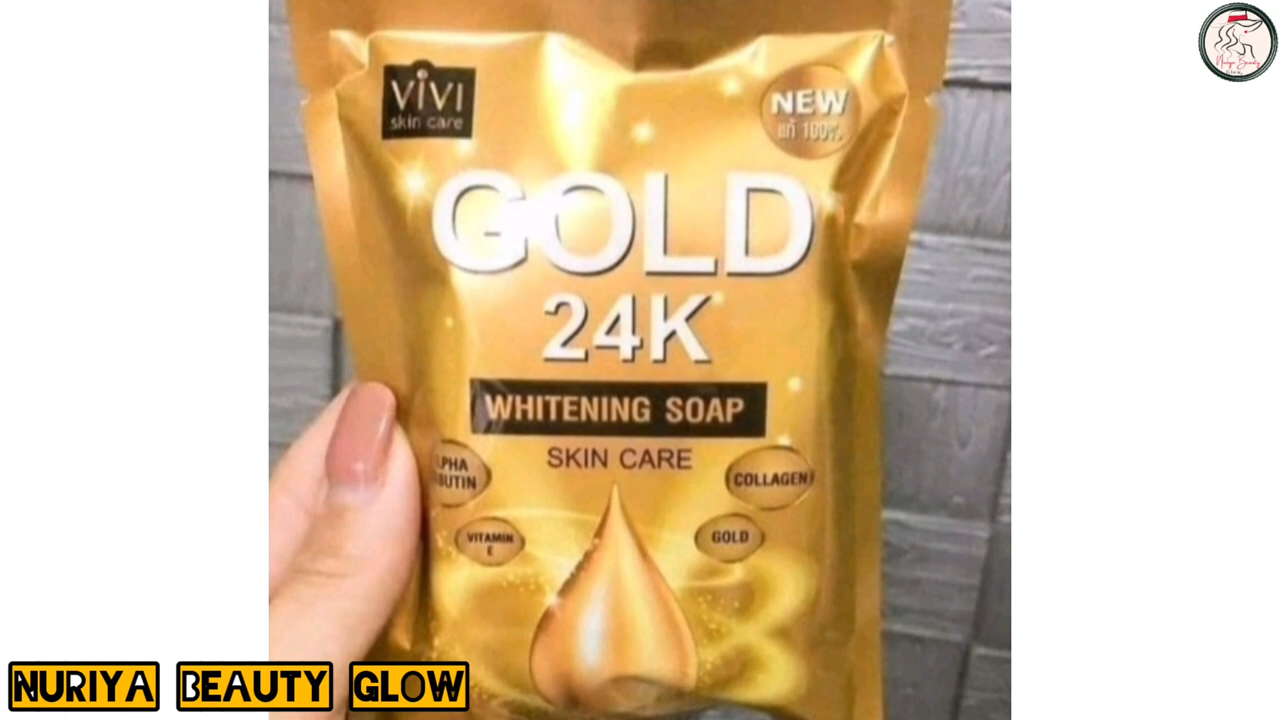 VIVI
skin care
NEW
แท้ 100%
GOLD
24K
WHITENING SOAP
SKIN CARE
COLLAGEN
VITAMIN
E
GOLD
NURIYA BEAUTY GLOW